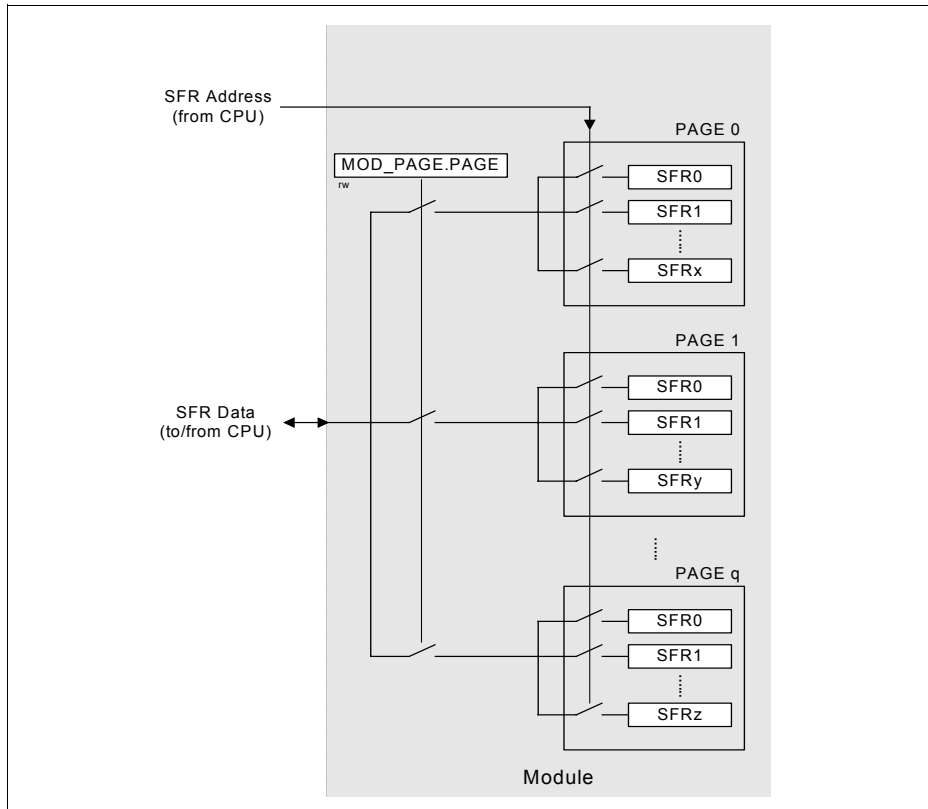 SFR Address
(from CPU)
PAGE 0
MOD_PAGE.PAGE
rw
SFR0
SFR1
SFRx
PAGE 1
SFR0
SFR Data
(to/from CPU)
SFR1
SFRy
PAGE q
SFR0
SFR1
SFRz
Module